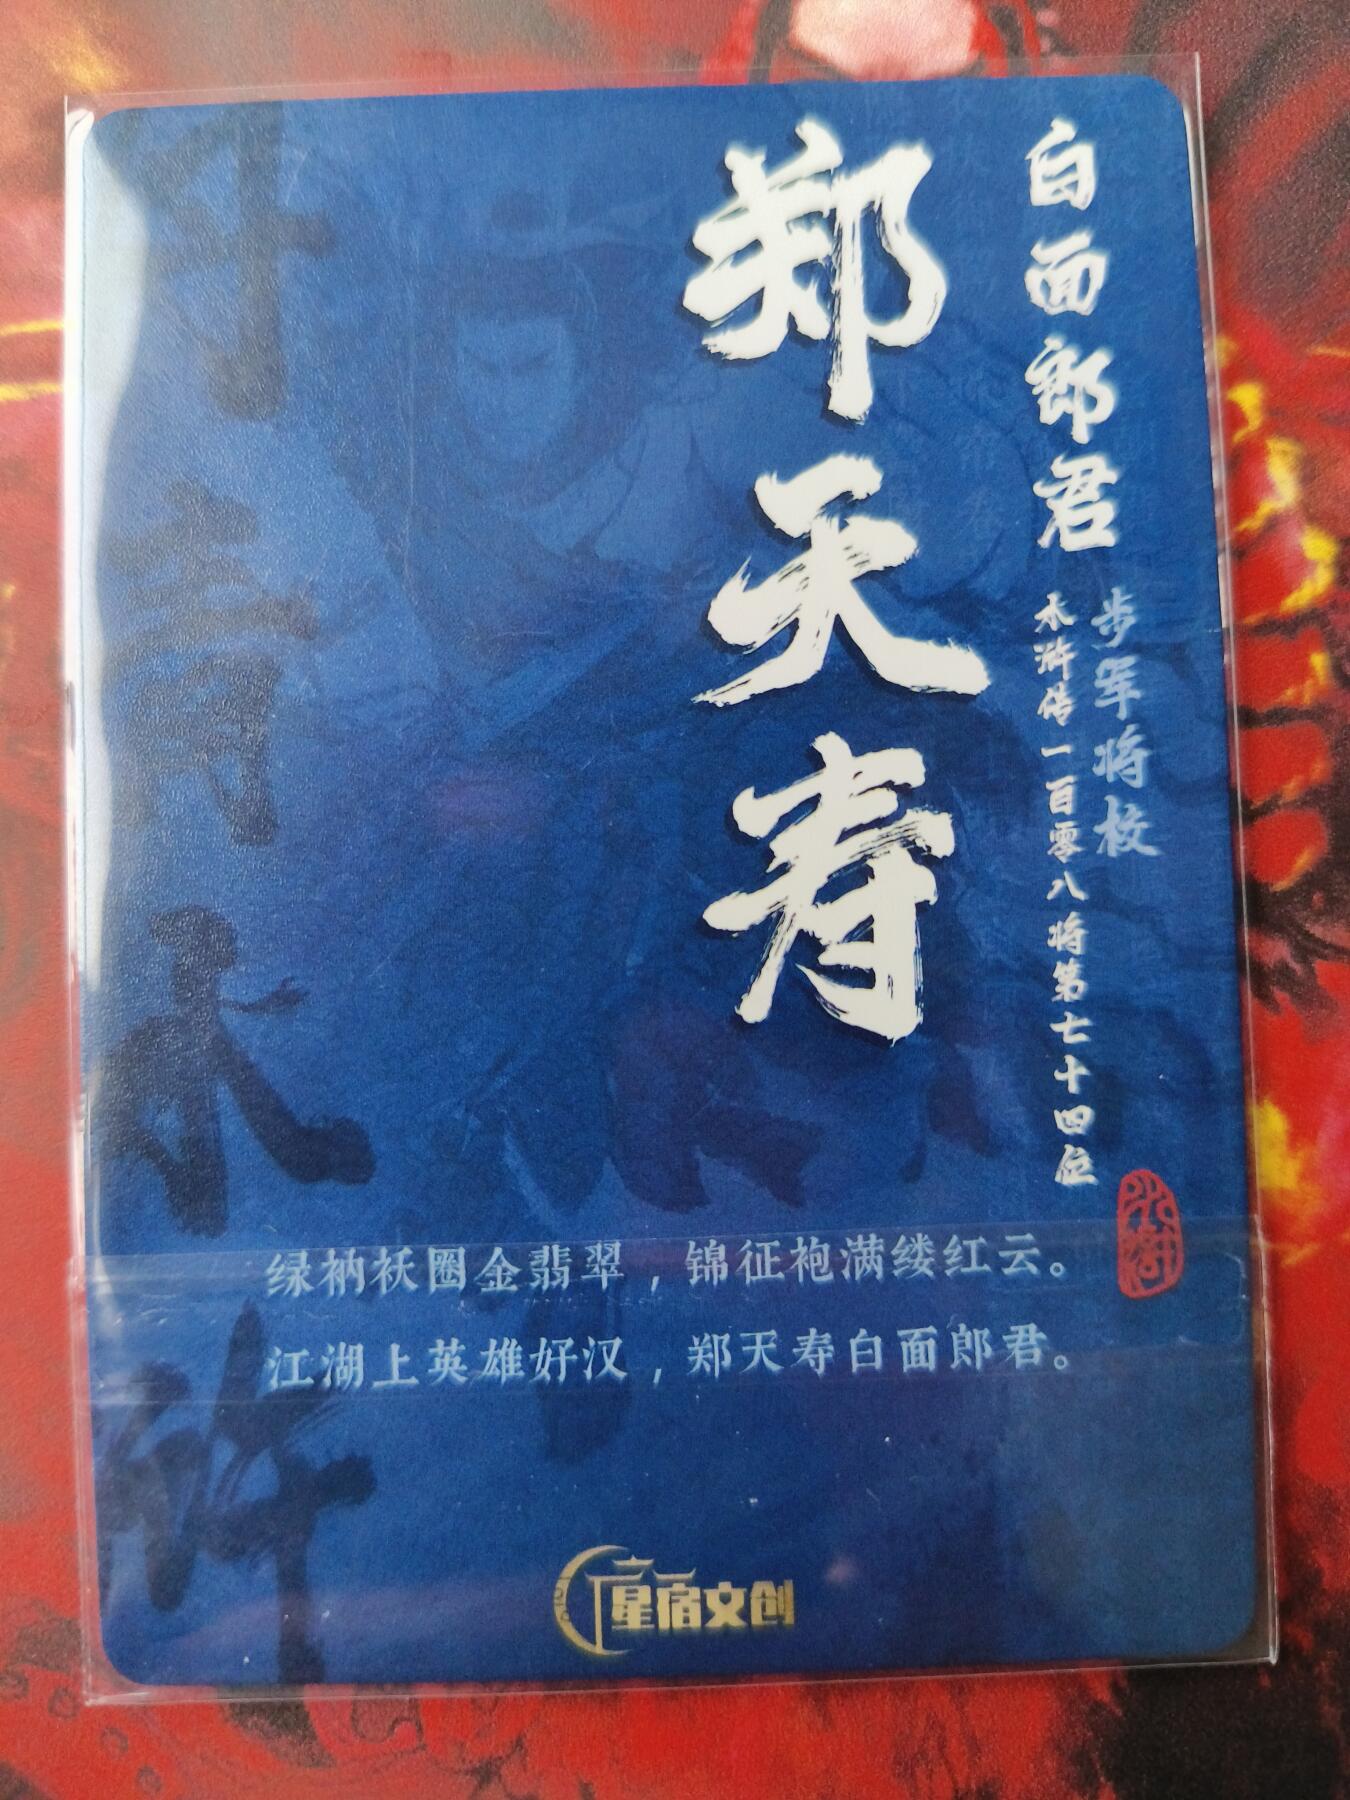 白面郎君
步军将校
水浒传一百零八将第七十四位
郑天寿
水浒
绿衲袄圈金翡翠,锦征袍满缕红云。
江湖上英雄好汉,郑天寿白面郎君。
星宿文创